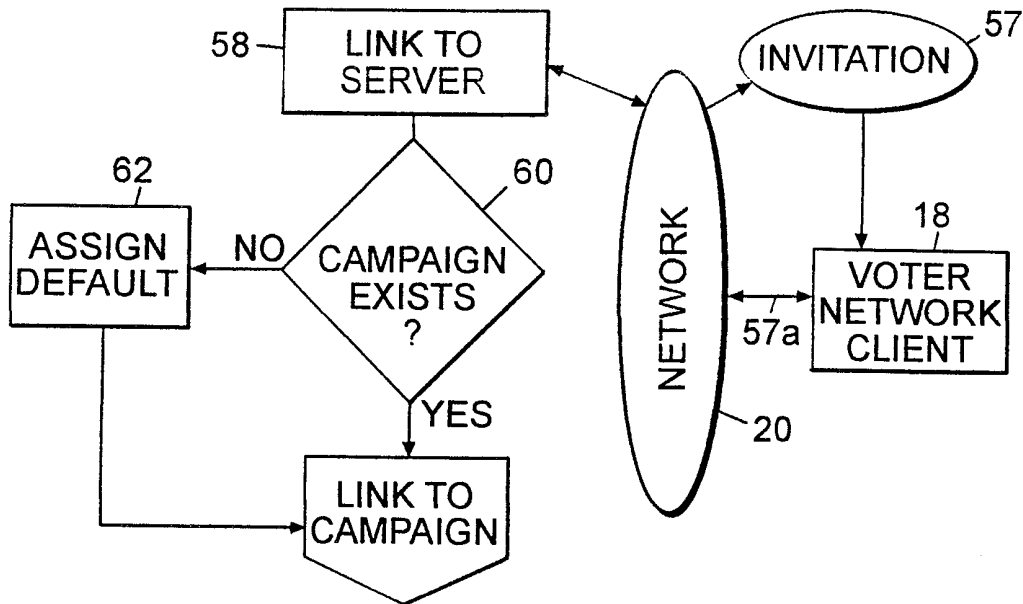 58
LINK TO
SERVER
57
INVITATION
62
ASSIGN
DEFAULT
NO
60
CAMPAIGN
EXISTS
?
YES
LINK TO
CAMPAIGN
NETWORK
20
57a
18
VOTER
NETWORK
CLIENT